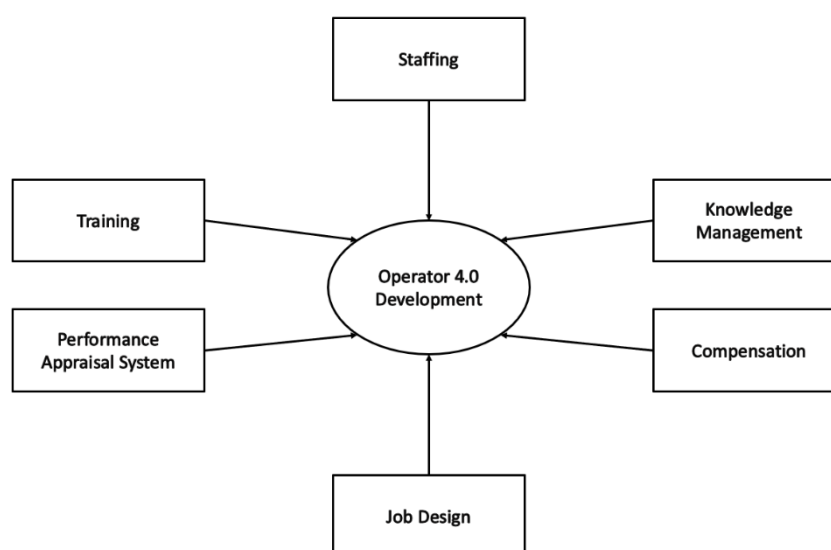 Staffing
Training
Knowledge
Management
Operator 4.0
Development
Performance
Appraisal System
Compensation
Job Design